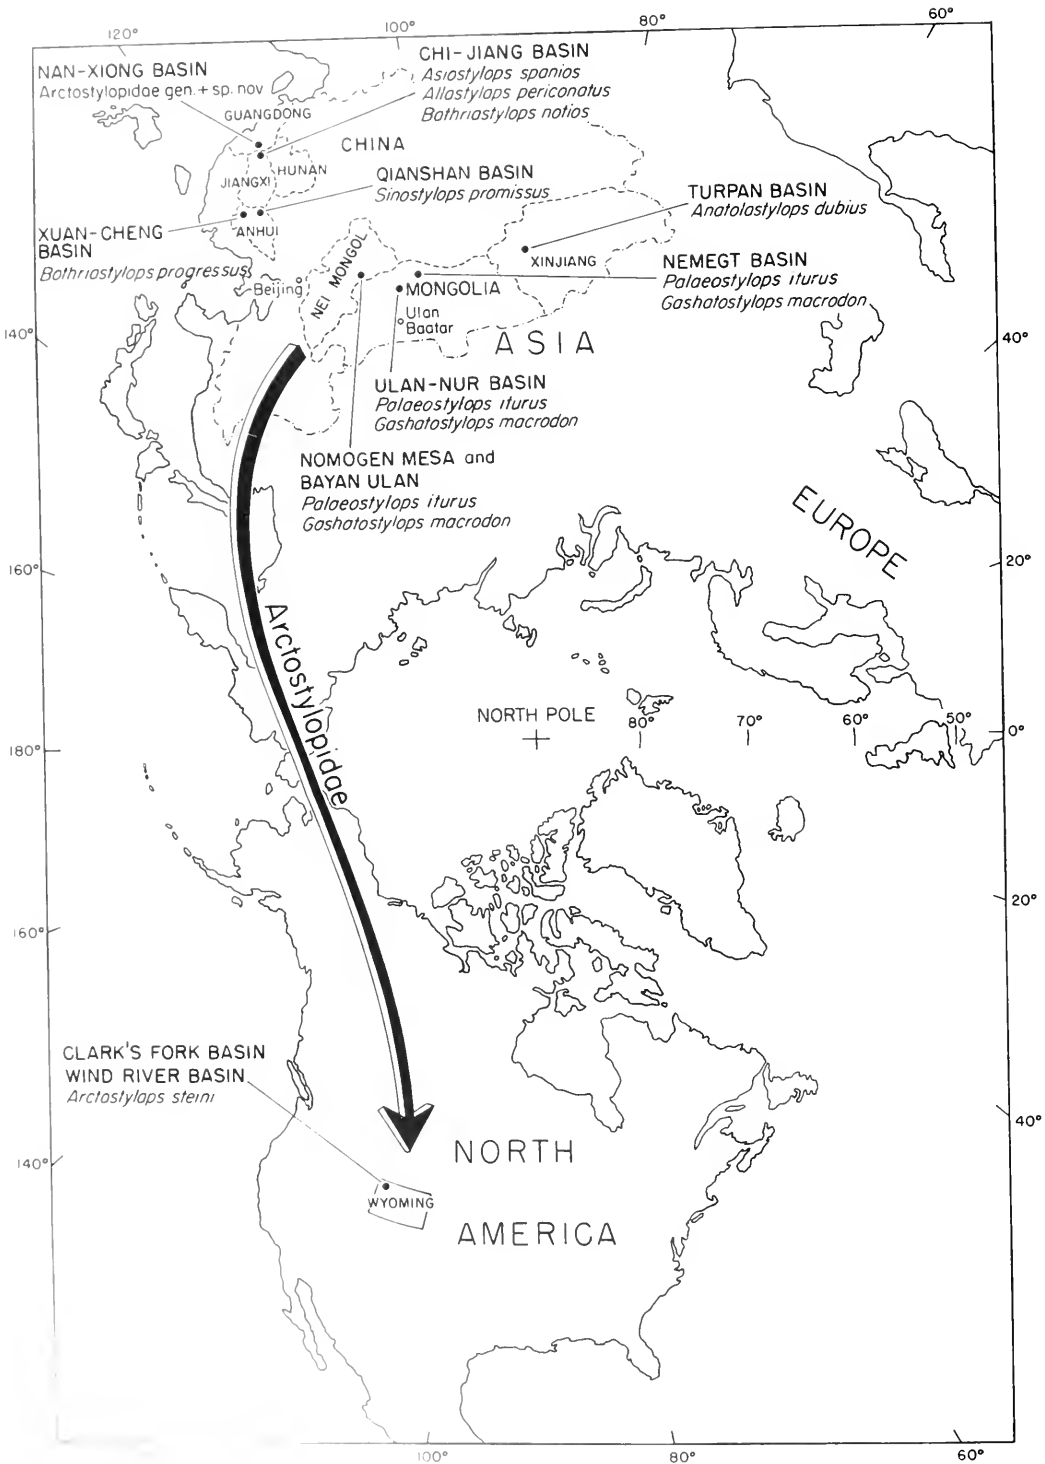 120°
100°
80°
60°
NAN-XIONG BASIN
Arctostylopidae gen. + sp. nov
CHI-JIANG BASIN
Asiostylops spanios
Allostylops periconatus
Bothriostylops notios
GUANGDONG
CHINA
JIANGXI
HUNAN
QIANSHAN BASIN
Sinostylops promissus
TURPAN BASIN
Anatolostylops dubius
XUAN-CHENG
BASIN
Bothriostylops progressus
ANHUI
XINJIANG
NEMEGT BASIN
Palaeostylops iturus
Gashatostylops macrodon
NEI MONGOL
Beijing
MONGOLIA
Ulan
Baatar
140°
ASIA
40°
ULAN-NUR BASIN
Palaeostylops iturus
Gashatostylops macrodon
NOMOGEN MESA and
BAYAN ULAN
Palaeostylops iturus
Gashatostylops macrodon
EUROPE
160°
20°
Arctostylopidae
NORTH POLE
80°
70°
60°
50°
0°
180°
20°
160°
CLARK'S FORK BASIN
WIND RIVER BASIN
Arctostylops steini
40°
NORTH
140°
WYOMING
AMERICA
100°
80°
60°